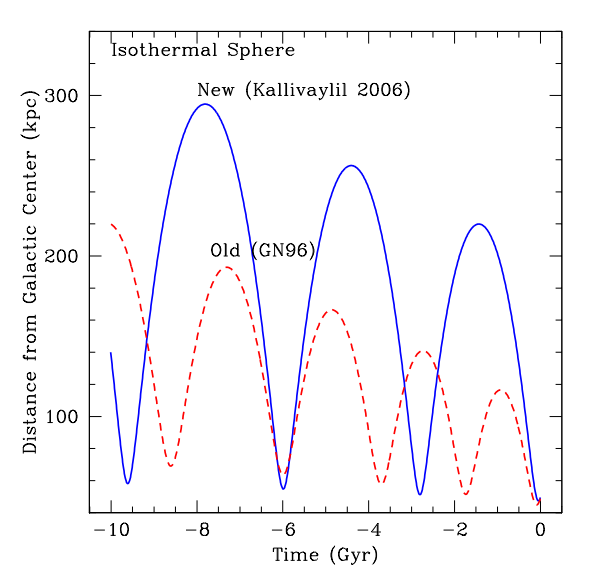 Isothermal Sphere
New (Kallivaylil 2006)
300
Old (GN96)
200
100
Distance from Galactic Center (kpc)
−10 −8 −6 −4 −2 0
Time (Gyr)